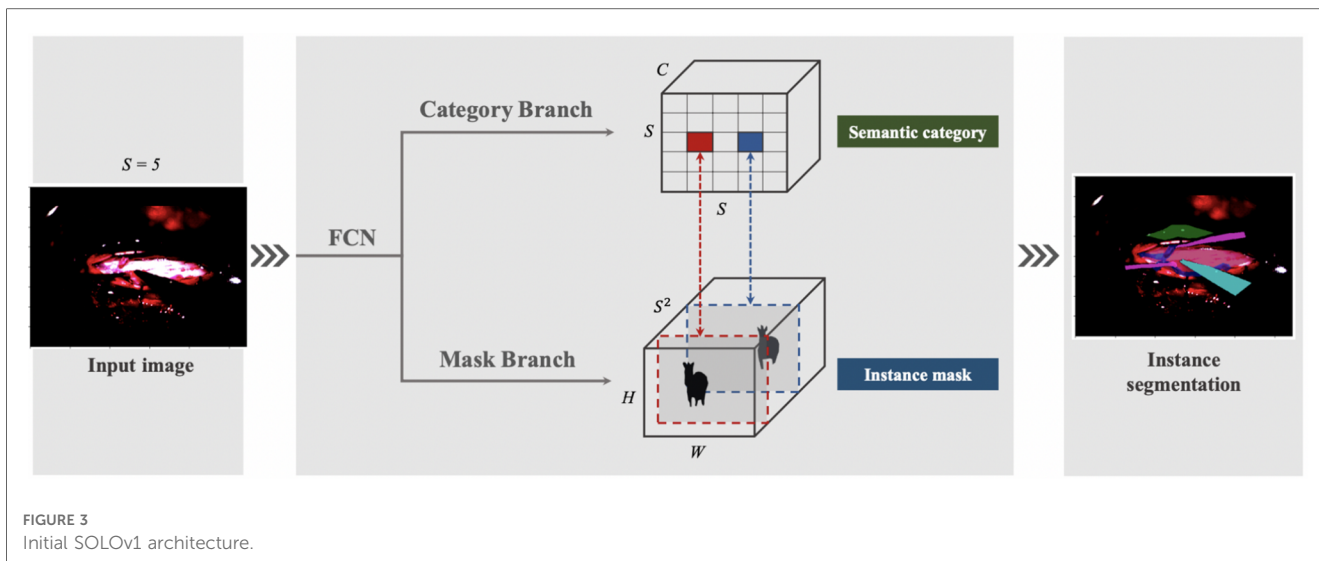 S = 5
Input image
FCN
Category Branch
Mask Branch
C
S
S
Semantic category
S²
H
W
Instance mask
Instance
segmentation
FIGURE 3
Initial SOLOv1 architecture.